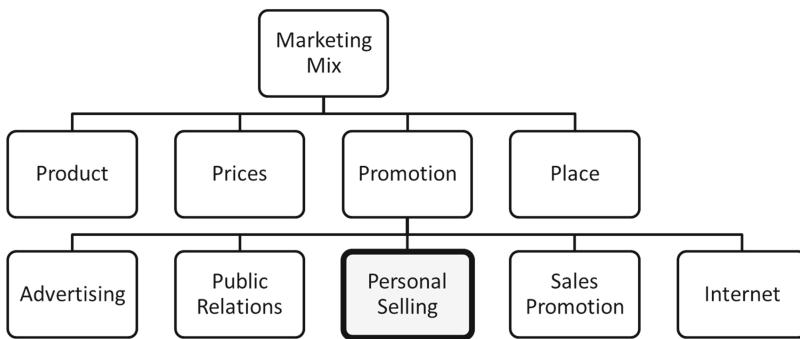 Marketing
Mix
Product
Prices
Promotion
Place
Advertising
Public
Relations
Personal
Selling
Sales
Promotion
Internet